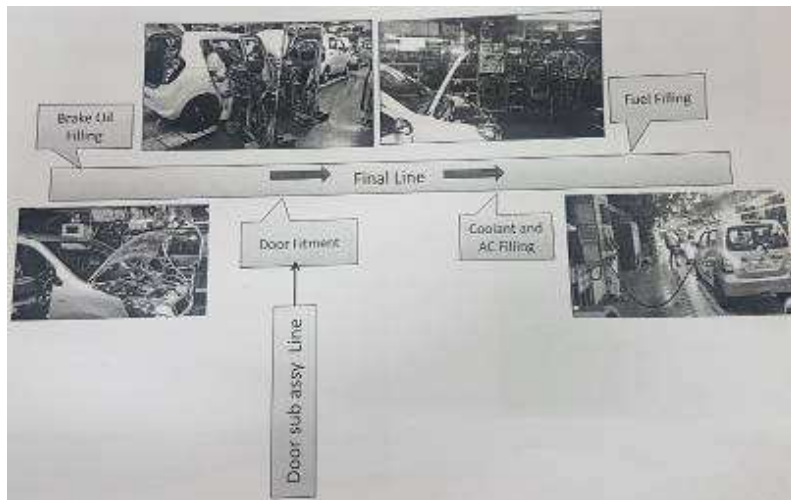 Brake Oil
Filling
Fuel Filling
Final Line
Door Fitment
Coolant and
AC Filling
Door sub assy Line